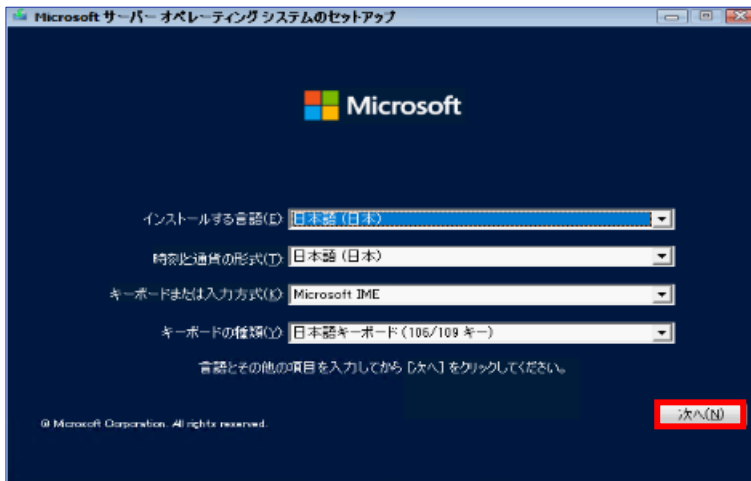 Microsoft サーバー オペレーティング システムのセットアップ
Microsoft
インストールする言語(E) 日本語 (日本)
時刻と通貨の形式(T) 日本語 (日本)
キーボードまたは入力方式(K) Microsoft IME
キーボードの種類(Y) 日本語キーボード (106/109 キー)
言語とその他の項目を入力してから [次へ] をクリックしてください。
次へ(N)
© Microsoft Corporation. All rights reserved.